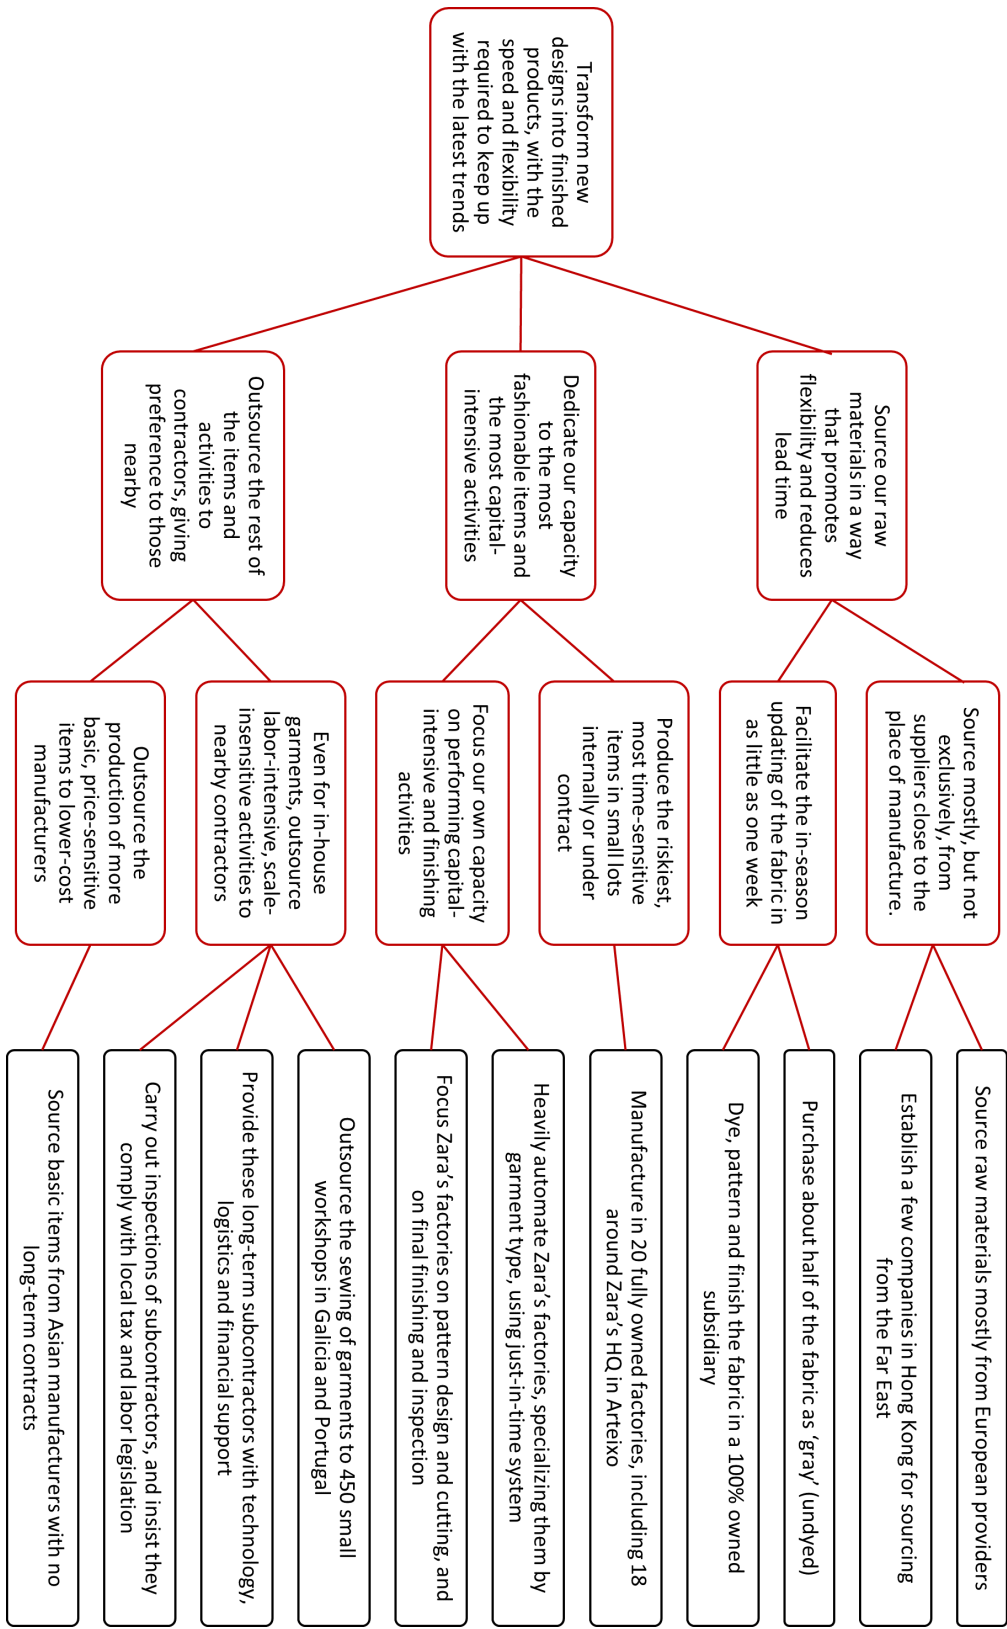 Transform new
designs into finished
products, with the
speed and flexibility
required to keep up
with the latest trends
Source our raw
materials in a way
that promotes
flexibility and reduces
lead time
Dedicate our capacity
to the most
fashionable items and
the most capital-
intensive activities
Outsource the rest of
the items and
activities to
contractors, giving
preference to those
nearby
Source mostly, but not
exclusively, from
suppliers close to the
place of manufacture.
Facilitate the in-season
updating of the fabric in
as little as one week
Produce the riskiest,
most time-sensitive
items in small lots
internally or under
contract
Focus our own capacity
on performing capital-
intensive and finishing
activities
Even for in-house
garments, outsource
labor-intensive, scale-
insensitive activities to
nearby contractors
Outsource the
production of more
basic, price-sensitive
items to lower-cost
manufacturers
Source raw materials mostly from European providers
Establish a few companies in Hong Kong for sourcing
from the Far East
Purchase about half of the fabric as ‘gray’ (undyed)
Dye, pattern and finish the fabric in a 100% owned
subsidiary
Manufacture in 20 fully owned factories, including 18
around Zara’s HQ in Arteixo
Heavily automate Zara’s factories, specializing them by
garment type, using just-in-time system
Focus Zara’s factories on pattern design and cutting, and
on final finishing and inspection
Outsource the sewing of garments to 450 small
workshops in Galicia and Portugal
Provide these long-term subcontractors with technology,
logistics and financial support
Carry out inspections of subcontractors, and insist they
comply with local tax and labor legislation
Source basic items from Asian manufacturers with no
long-term contracts